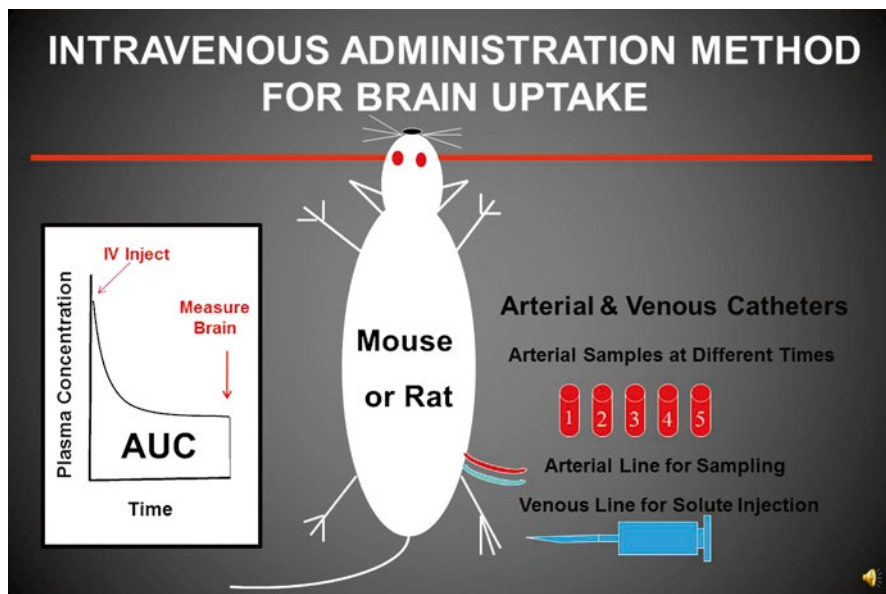 INTRAVENOUS ADMINISTRATION METHOD
FOR BRAIN UPTAKE
IV Inject
Measure
Brain
Plasma Concentration
AUC
Time
Mouse
or Rat
Arterial & Venous Catheters
Arterial Samples at Different Times
1 2 3 4 5
Arterial Line for Sampling
Venous Line for Solute Injection